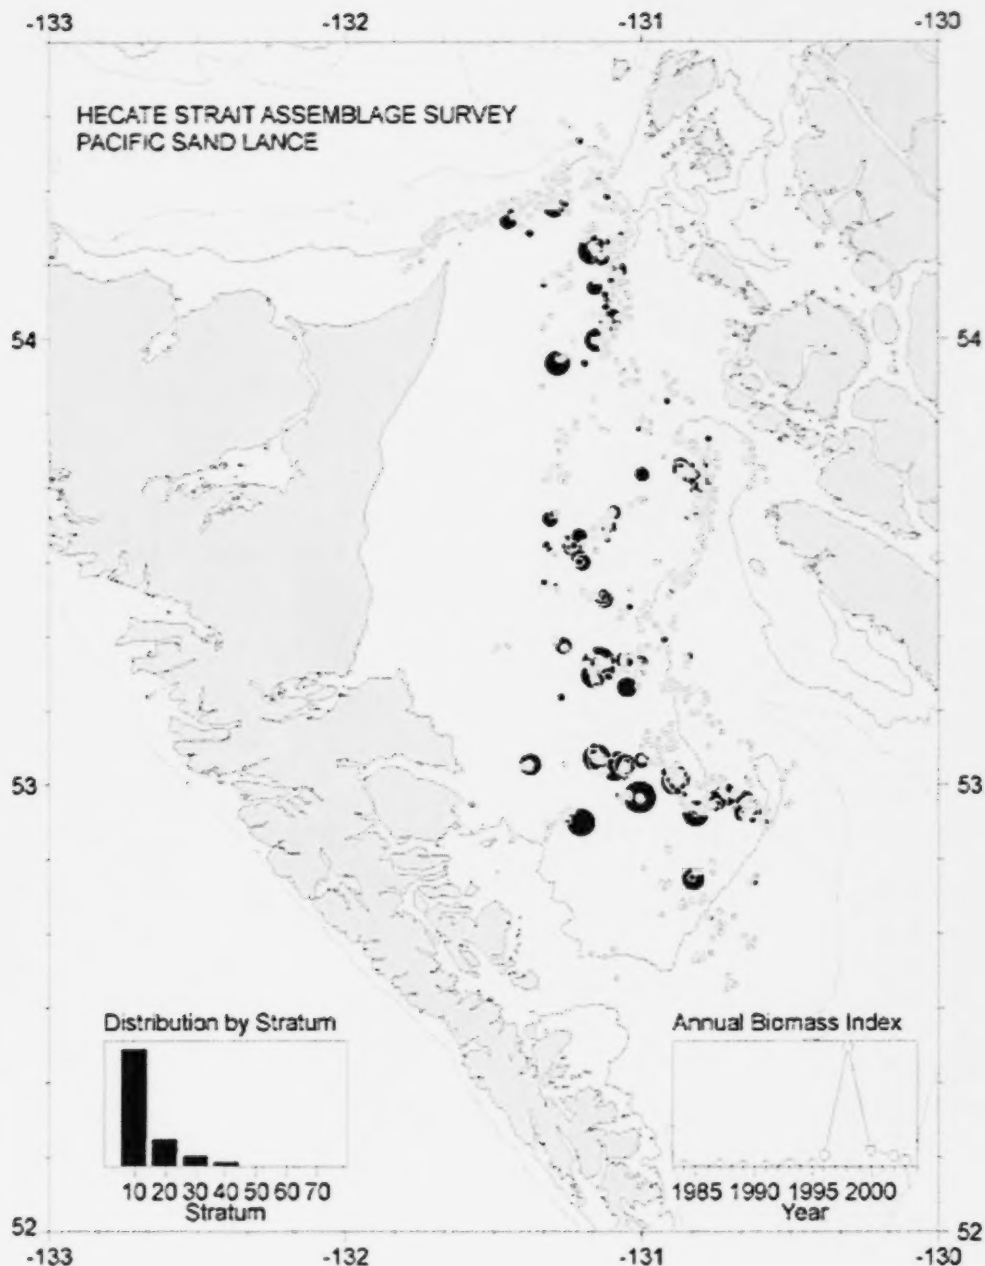 -133 -132 -131 -130
HECATE STRAIT ASSEMBLAGE SURVEY
PACIFIC SAND LANCE
54 54
53 53
Distribution by Stratum
10 20 30 40 50 60 70
Stratum
Annual Biomass Index
1985 1990 1995 2000
Year
52 52
-133 -132 -131 -130